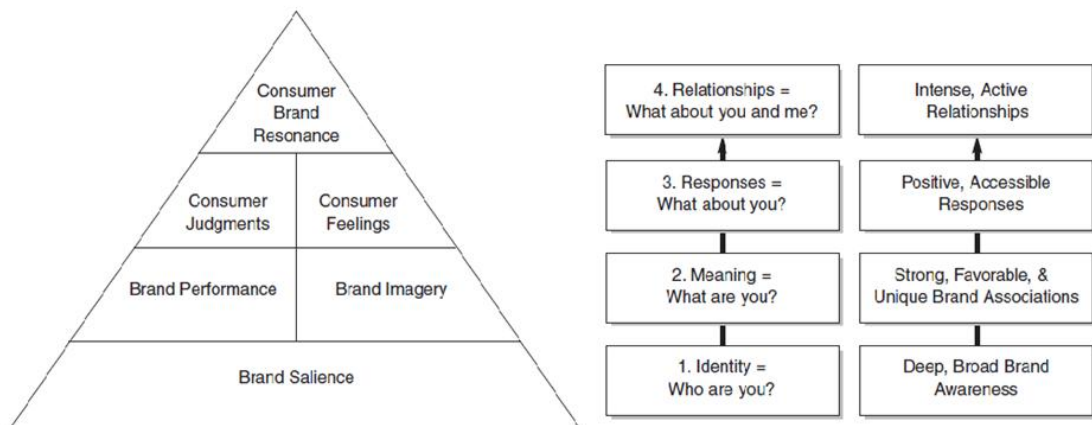 Consumer
Brand
Resonance
Consumer
Judgments
Consumer
Feelings
Brand Performance
Brand Imagery
Brand Salience
4. Relationships =
What about you and me?
Intense, Active
Relationships
3. Responses =
What about you?
Positive, Accessible
Responses
2. Meaning =
What are you?
Strong, Favorable, &
Unique Brand Associations
1. Identity =
Who are you?
Deep, Broad Brand
Awareness